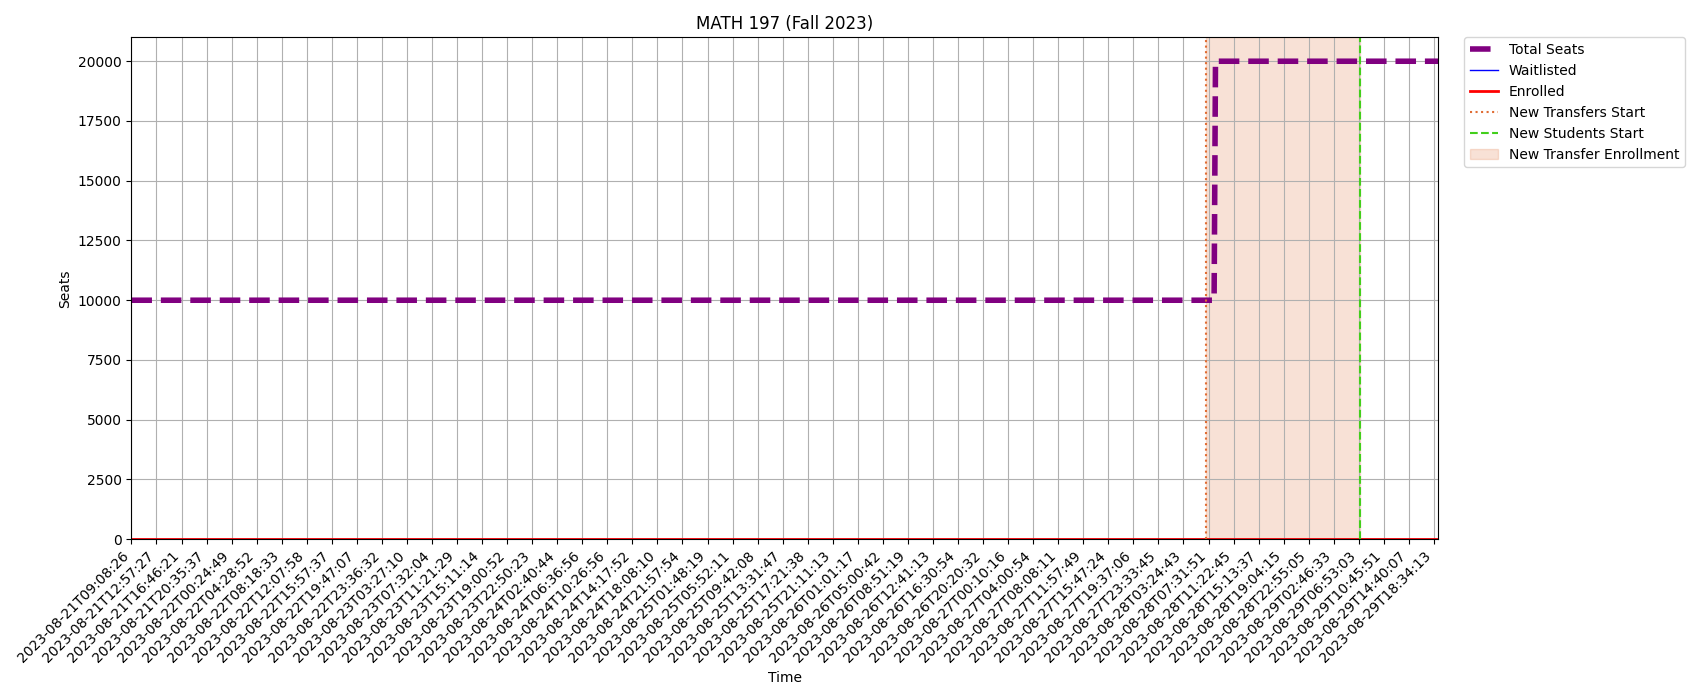 MATH 197 (Fall 2023)
Seats
20000
17500
15000
12500
10000
7500
5000
2500
0
2023-08-21T09:08:26
2023-08-21T12:57:27
2023-08-21T16:46:21
2023-08-21T20:35:37
2023-08-22T00:24:49
2023-08-22T04:28:52
2023-08-22T08:18:33
2023-08-22T12:07:58
2023-08-22T15:57:37
2023-08-22T19:47:07
2023-08-22T23:36:32
2023-08-23T03:27:10
2023-08-23T07:32:04
2023-08-23T11:21:29
2023-08-23T15:11:14
2023-08-23T19:00:52
2023-08-23T22:50:23
2023-08-24T02:40:44
2023-08-24T06:36:56
2023-08-24T10:26:56
2023-08-24T14:17:52
2023-08-24T18:08:10
2023-08-24T21:57:54
2023-08-25T01:48:19
2023-08-25T05:52:11
2023-08-25T09:42:08
2023-08-25T13:31:47
2023-08-25T17:21:38
2023-08-25T21:11:13
2023-08-26T01:01:17
2023-08-26T05:00:42
2023-08-26T08:51:19
2023-08-26T12:41:13
2023-08-26T16:30:54
2023-08-26T20:20:32
2023-08-27T00:10:16
2023-08-27T04:00:54
2023-08-27T08:08:11
2023-08-27T11:57:49
2023-08-27T15:47:24
2023-08-27T19:37:06
2023-08-27T23:33:45
2023-08-28T03:24:43
2023-08-28T07:31:51
2023-08-28T11:22:45
2023-08-28T15:13:37
2023-08-28T19:04:15
2023-08-28T22:55:05
2023-08-29T02:46:33
2023-08-29T06:53:03
2023-08-29T10:45:51
2023-08-29T14:40:07
2023-08-29T18:34:13
Time
Total Seats
Waitlisted
Enrolled
New Transfers Start
New Students Start
New Transfer Enrollment